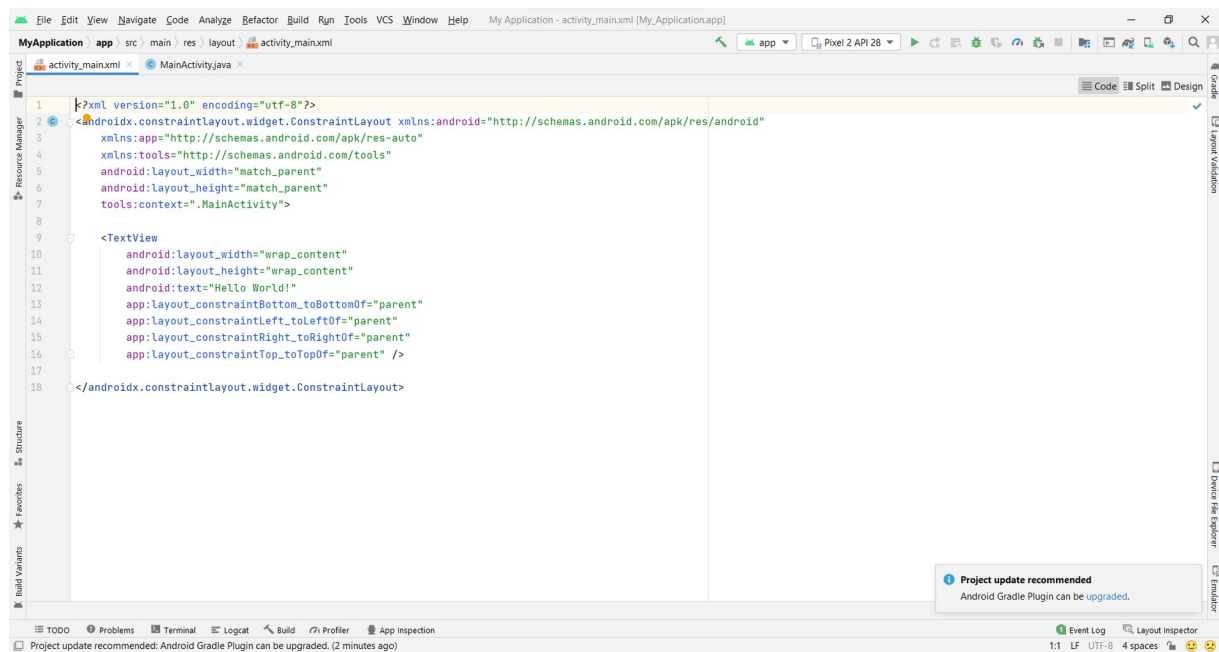 File Edit View Navigate Code Analyze Refactor Build Run Tools VCS Window Help My Application - activity_main.xml [My_Application.app]
MyApplication app src main res layout activity_main.xml app Pixel 2 API 28
activity_main.xml MainActivity.java
Code Split Design
1 <?xml version="1.0" encoding="utf-8"?>
2 <androidx.constraintlayout.widget.ConstraintLayout xmlns:android="http://schemas.android.com/apk/res/android"
3 xmlns:app="http://schemas.android.com/apk/res-auto"
4 xmlns:tools="http://schemas.android.com/tools"
5 android:layout_width="match_parent"
6 android:layout_height="match_parent"
7 tools:context=".MainActivity">
8
9 <TextView
10 android:layout_width="wrap_content"
11 android:layout_height="wrap_content"
12 android:text="Hello World!"
13 app:layout_constraintBottom_toBottomOf="parent"
14 app:layout_constraintLeft_toLeftOf="parent"
15 app:layout_constraintRight_toRightOf="parent"
16 app:layout_constraintTop_toTopOf="parent" />
17
18 </androidx.constraintlayout.widget.ConstraintLayout>
Project
Resource Manager
Structure
Favorites
Build Variants
Gradle
Layout Validation
Device File Explorer
Emulator
Project update recommended
Android Gradle Plugin can be upgraded.
TODO Problems Terminal Logcat Build Profiler App Inspection 1 Event Log Layout Inspector
Project update recommended: Android Gradle Plugin can be upgraded. (2 minutes ago) 1:1 LF UTF-8 4 spaces